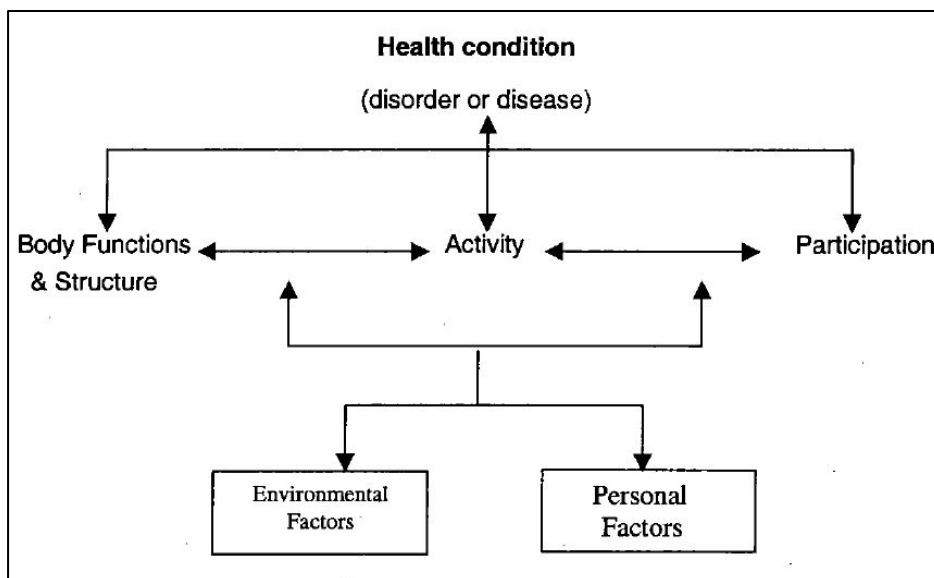 Health condition
(disorder or disease)
Body Functions
& Structure
Activity
Participation
Environmental
Factors
Personal
Factors